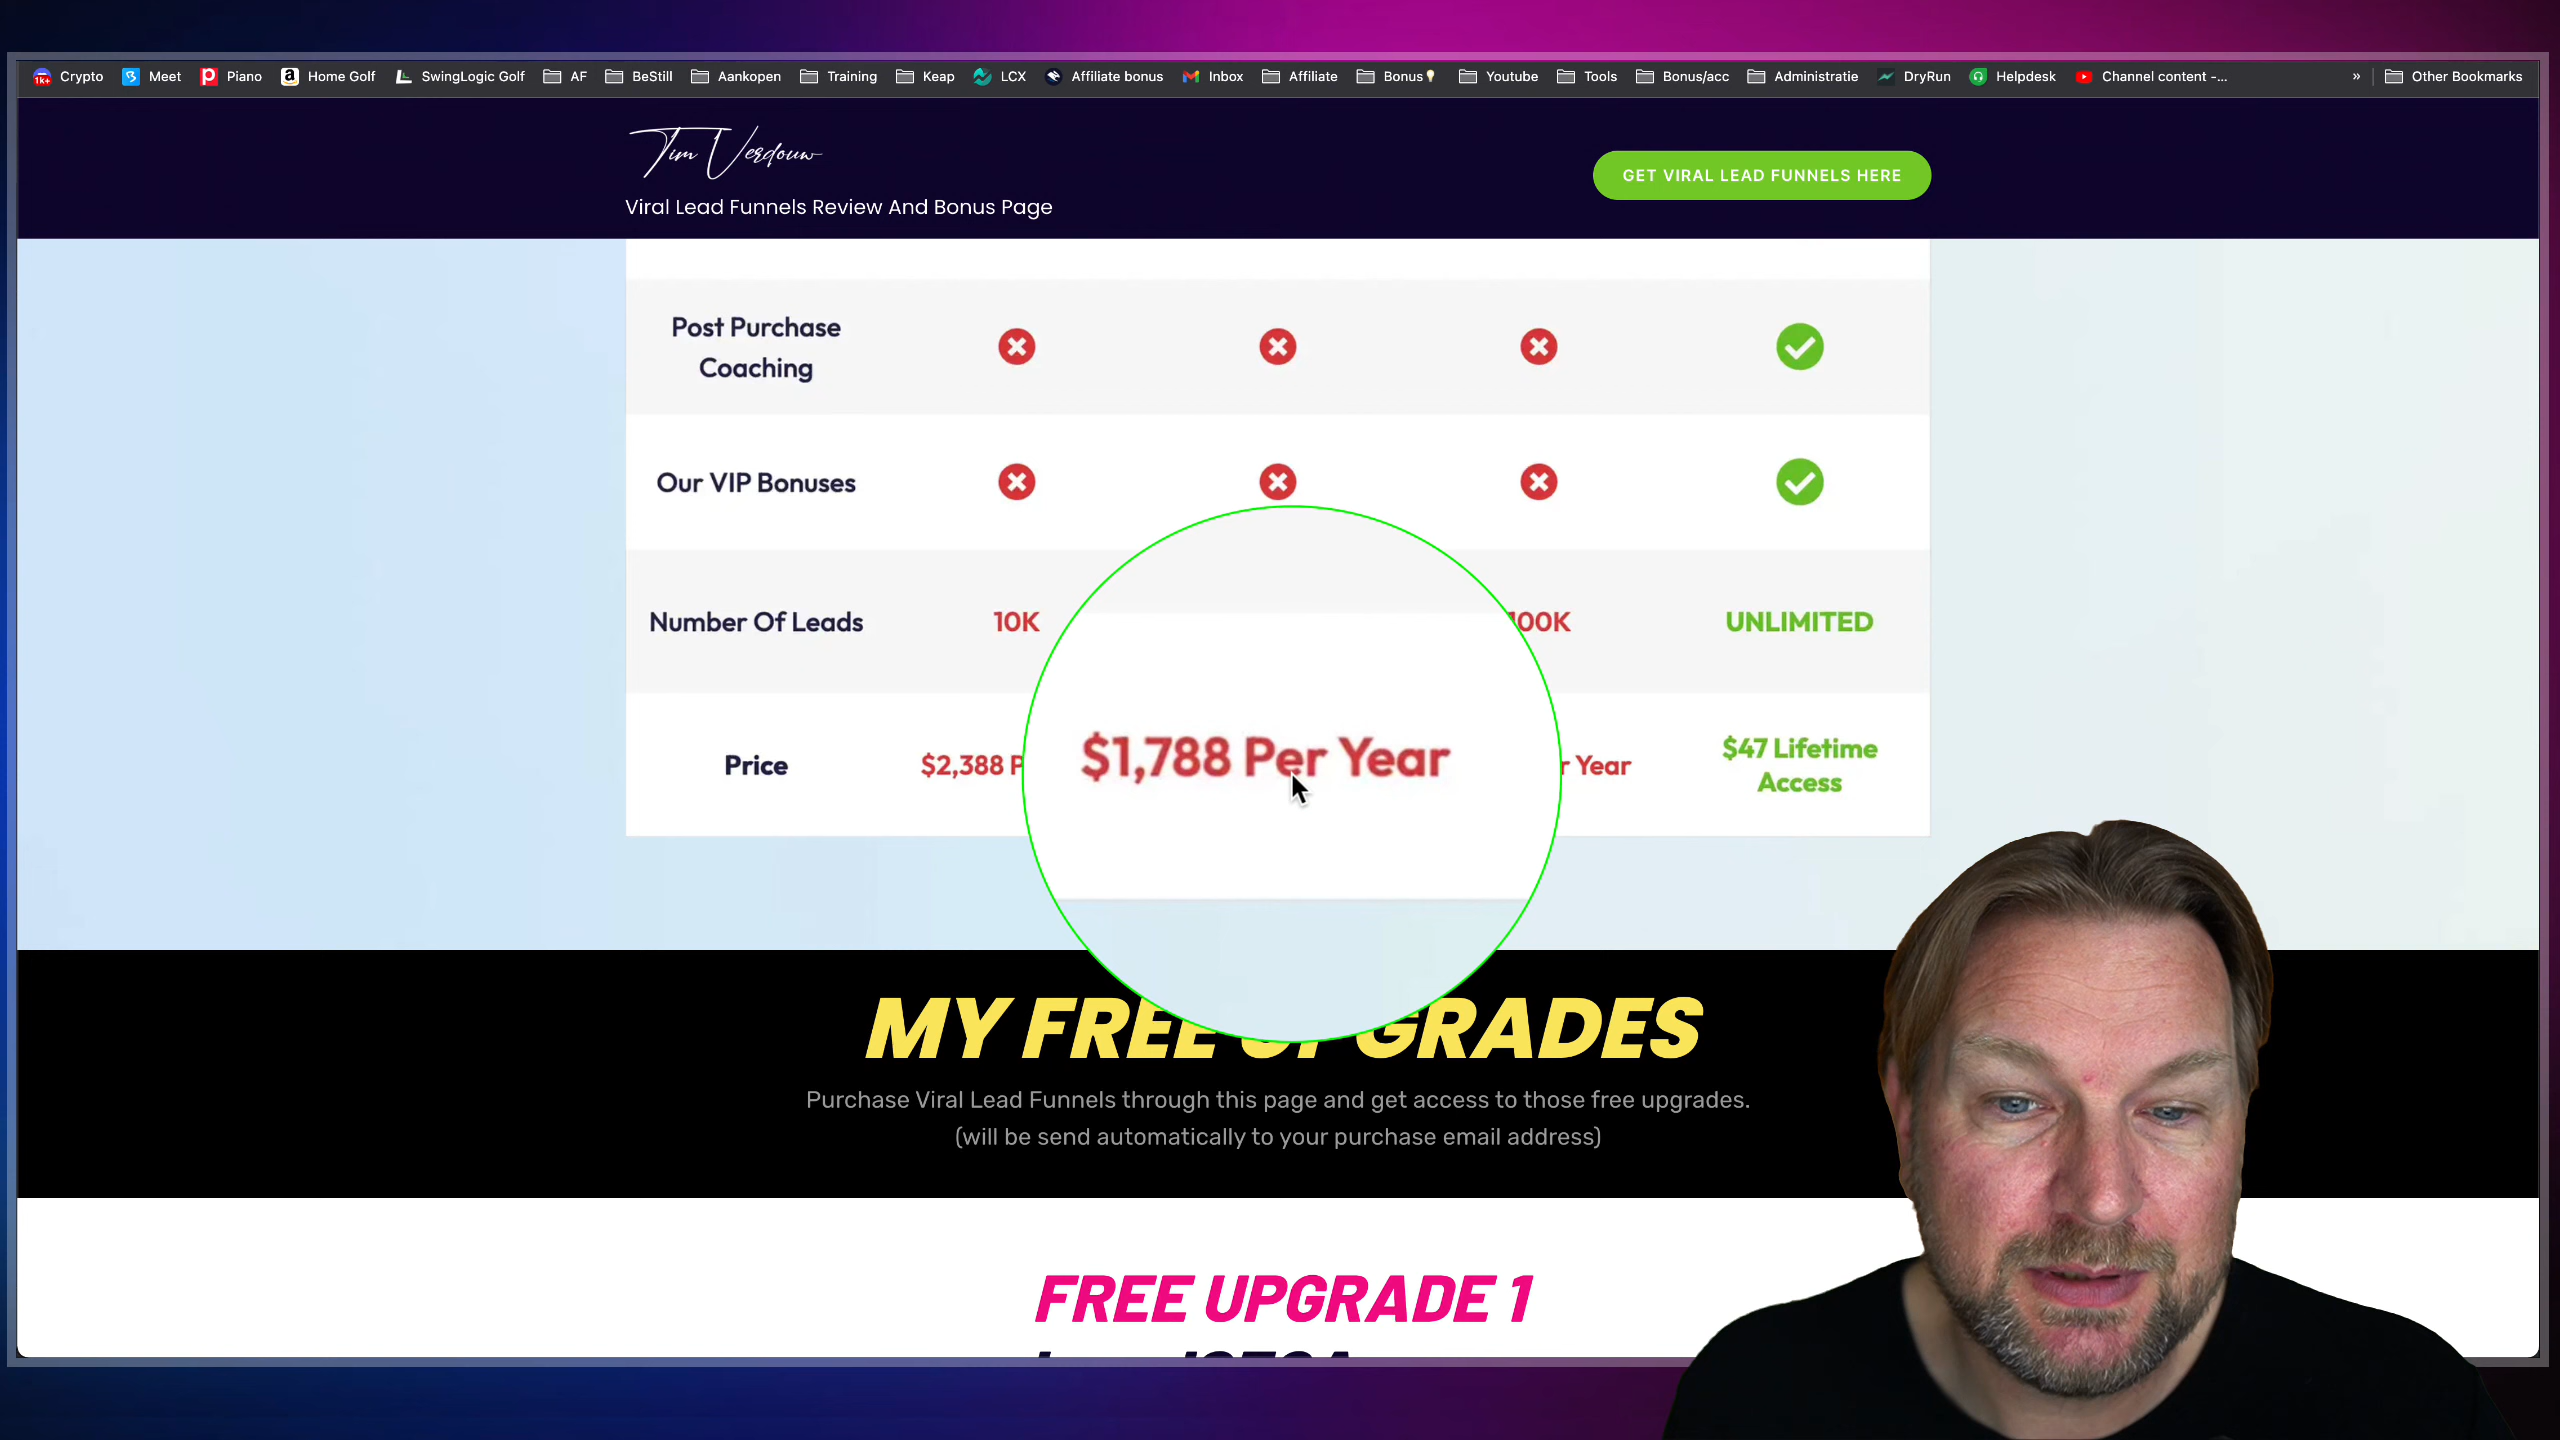 Crypto Meet Piano Home Golf SwingLogic Golf AF BeStill Aankopen Training Keap LCX Affiliate bonus Inbox Affiliate Bonus Youtube Tools Bonus/acc Administratie DryRun Helpdesk Channel content -... » Other Bookmarks
Tim Verdouw
Viral Lead Funnels Review And Bonus Page
GET VIRAL LEAD FUNNELS HERE
Post Purchase
Coaching
Our VIP Bonuses
Number Of Leads 10K 100K UNLIMITED
Price $2,388 P $1,788 Per Year r Year $47 Lifetime
Access
MY FREE UPGRADES
Purchase Viral Lead Funnels through this page and get access to those free upgrades.
(will be send automatically to your purchase email address)
FREE UPGRADE 1